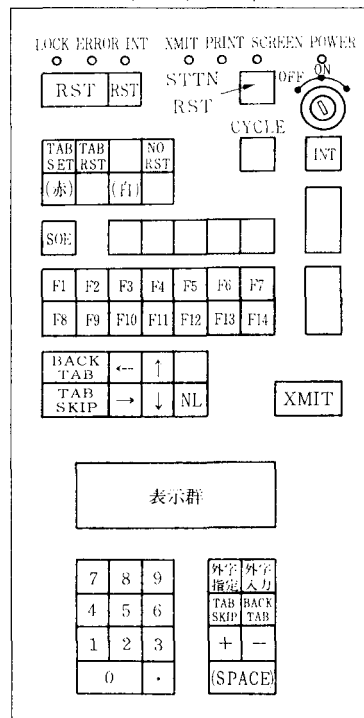 LOCK ERROR INT XMIT PRINT SCREEN POWER
OFF ON
RST RST STTN RST
CYCLE
TAB SET TAB RST NO RST INT
(赤) (白)
SOE
F1 F2 F3 F4 F5 F6 F7
F8 F9 F10 F11 F12 F13 F14
BACK TAB ← ↑
TAB SKIP → ↓ NL XMIT
表示群
7 8 9 外字指定 外字入力
4 5 6 TAB SKIP BACK TAB
1 2 3 + −
0 · (SPACE)